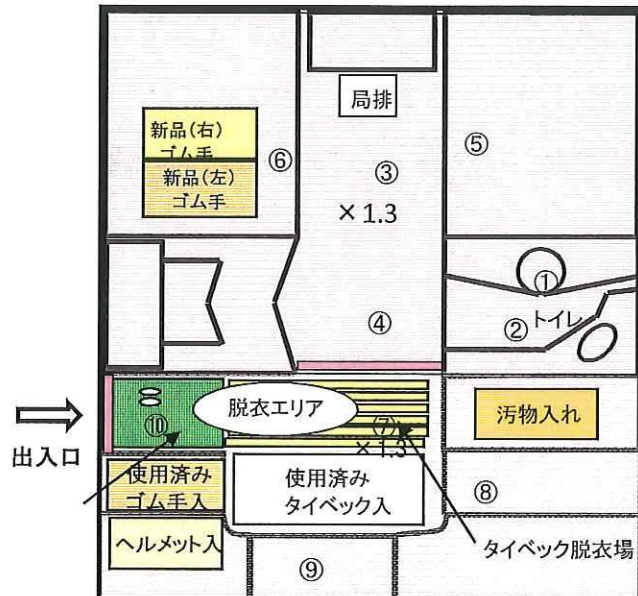 局排
新品(右)
ゴム手
新品(左)
ゴム手
⑥
③
⑤
×1.3
①
④
②
トイレ
脱衣エリア
⑩
⑦
×1.3
汚物入れ
出入口
使用済み
ゴム手入
使用済み
タイベック入
⑧
ヘルメット入
⑨
タイベック脱衣場